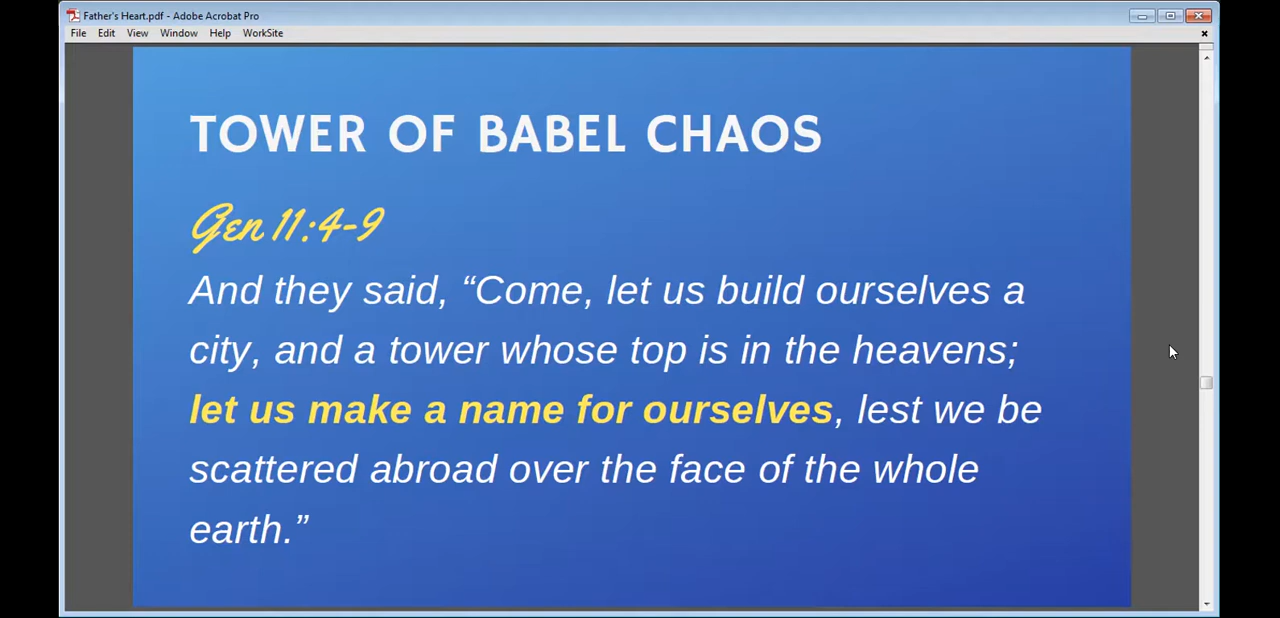 Father's Heart.pdf - Adobe Acrobat Pro
File Edit View Window Help WorkSite
TOWER OF BABEL CHAOS
Gen 11:4-9
And they said, “Come, let us build ourselves a
city, and a tower whose top is in the heavens;
let us make a name for ourselves, lest we be
scattered abroad over the face of the whole
earth.”